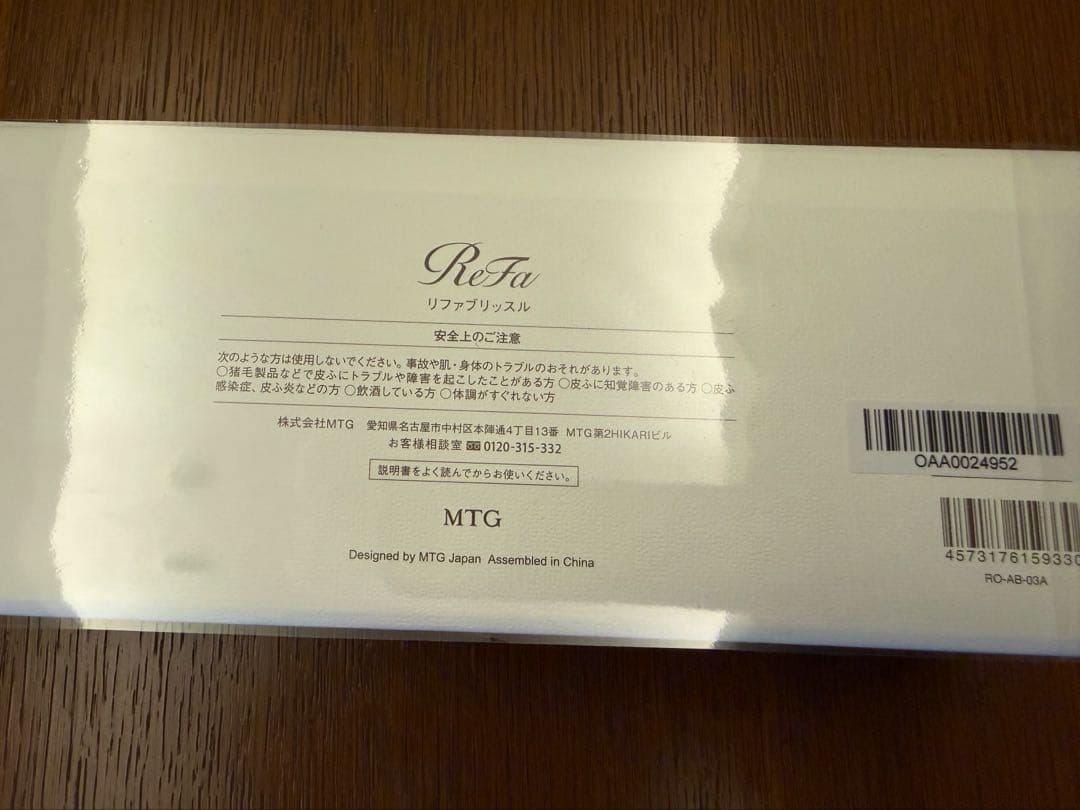 ReFa
リファブリッスル
安全上のご注意
次のような方は使用しないでください。事故や肌・身体のトラブルのおそれがあります。
○猪毛製品などで皮ふにトラブルや障害を起こしたことがある方 ○皮ふに知覚障害のある方 ○皮ふ
感染症、皮ふ炎などの方 ○飲酒している方 ○体調がすぐれない方
株式会社MTG 愛知県名古屋市中村区本陣通4丁目13番 MTG第2HIKARIビル
お客様相談室 0120-315-332
説明書をよく読んでからお使いください。
MTG
Designed by MTG Japan Assembled in China
OAA0024952
4573176159330
RO-AB-03A